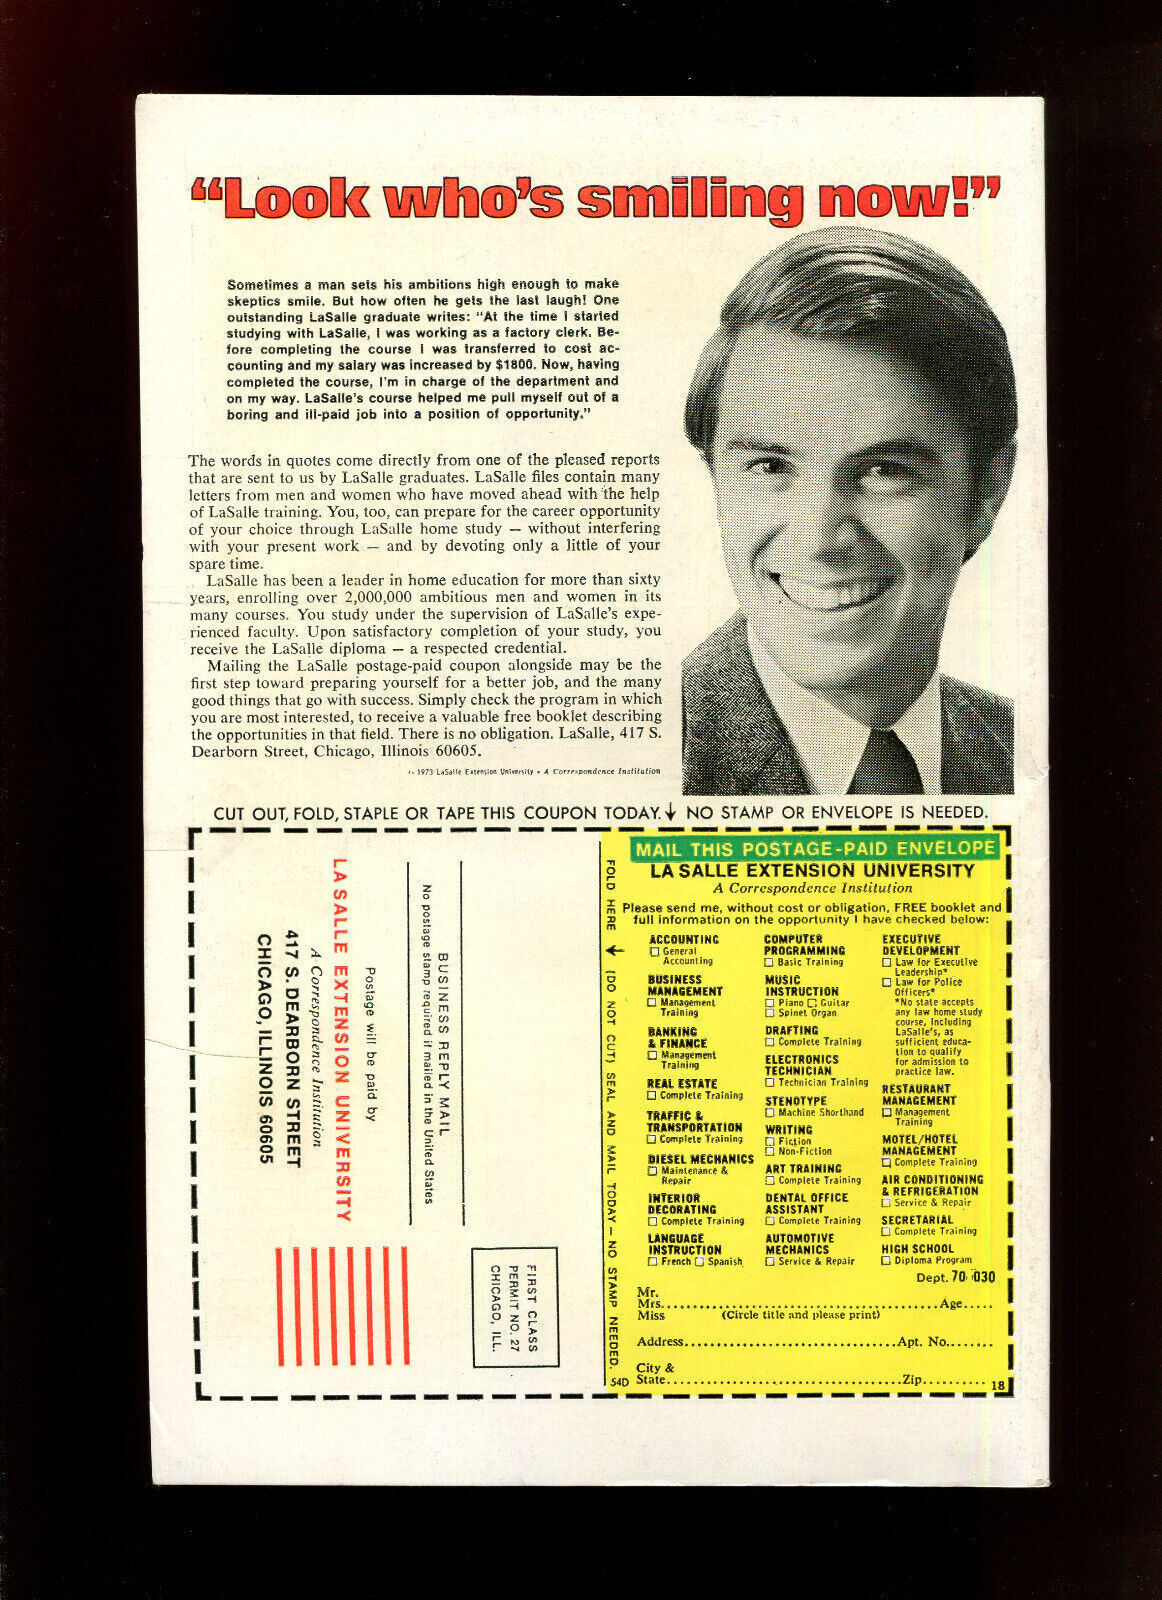 “Look who's smiling now!”
Sometimes a man sets his ambitions high enough to make
skeptics smile. But how often he gets the last laugh! One
outstanding LaSalle graduate writes: “At the time I started
studying with LaSalle, I was working as a factory clerk. Be-
fore completing the course I was transferred to cost ac-
counting and my salary was increased by $1800. Now, having
completed the course, I'm in charge of the department and
on my way. LaSalle's course helped me pull myself out of a
boring and ill-paid job into a position of opportunity.”
The words in quotes come directly from one of the pleased reports
that are sent to us by LaSalle graduates. LaSalle files contain many
letters from men and women who have moved ahead with the help
of LaSalle training. You, too, can prepare for the career opportunity
of your choice through LaSalle home study — without interfering
with your present work — and by devoting only a little of your
spare time.
LaSalle has been a leader in home education for more than sixty
years, enrolling over 2,000,000 ambitious men and women in its
many courses. You study under the supervision of LaSalle's expe-
rienced faculty. Upon satisfactory completion of your study, you
receive the LaSalle diploma — a respected credential.
Mailing the LaSalle postage-paid coupon alongside may be the
first step toward preparing yourself for a better job, and the many
good things that go with success. Simply check the program in which
you are most interested, to receive a valuable free booklet describing
the opportunities in that field. There is no obligation. LaSalle, 417 S.
Dearborn Street, Chicago, Illinois 60605.
1973 LaSalle Extension University • A Correspondence Institution
CUT OUT, FOLD, STAPLE OR TAPE THIS COUPON TODAY. ↓ NO STAMP OR ENVELOPE IS NEEDED.
FIRST CLASS
PERMIT NO. 27
CHICAGO, ILL.
BUSINESS REPLY MAIL
No postage stamp required if mailed in the United States
Postage will be paid by
LA SALLE EXTENSION UNIVERSITY
A Correspondence Institution
417 S. DEARBORN STREET
CHICAGO, ILLINOIS 60605
FOLD HERE ← (DO NOT CUT) SEAL AND MAIL TODAY — NO STAMP NEEDED.
54D
MAIL THIS POSTAGE-PAID ENVELOPE
LA SALLE EXTENSION UNIVERSITY
A Correspondence Institution
Please send me, without cost or obligation, FREE booklet and
full information on the opportunity I have checked below:
ACCOUNTING
□ General
Accounting
BUSINESS
MANAGEMENT
□ Management
Training
BANKING
& FINANCE
□ Management
Training
REAL ESTATE
□ Complete Training
TRAFFIC &
TRANSPORTATION
□ Complete Training
DIESEL MECHANICS
□ Maintenance &
Repair
INTERIOR
DECORATING
□ Complete Training
LANGUAGE
INSTRUCTION
□ French □ Spanish
COMPUTER
PROGRAMMING
□ Basic Training
MUSIC
INSTRUCTION
□ Piano □ Guitar
□ Spinet Organ
DRAFTING
□ Complete Training
ELECTRONICS
TECHNICIAN
□ Technician Training
STENOTYPE
□ Machine Shorthand
WRITING
□ Fiction
□ Non-Fiction
ART TRAINING
□ Complete Training
DENTAL OFFICE
ASSISTANT
□ Complete Training
AUTOMOTIVE
MECHANICS
□ Service & Repair
EXECUTIVE
DEVELOPMENT
□ Law for Executive
Leadership*
□ Law for Police
Officers*
*No state accepts
any law home study
course, including
LaSalle's, as
sufficient educa-
tion to qualify
for admission to
practice law.
RESTAURANT
MANAGEMENT
□ Management
Training
MOTEL/HOTEL
MANAGEMENT
□ Complete Training
AIR CONDITIONING
& REFRIGERATION
□ Service & Repair
SECRETARIAL
□ Complete Training
HIGH SCHOOL
□ Diploma Program
Dept. 70-030
Mr.
Mrs. Age
Miss (Circle title and please print)
Address Apt. No.
City &
State Zip 18